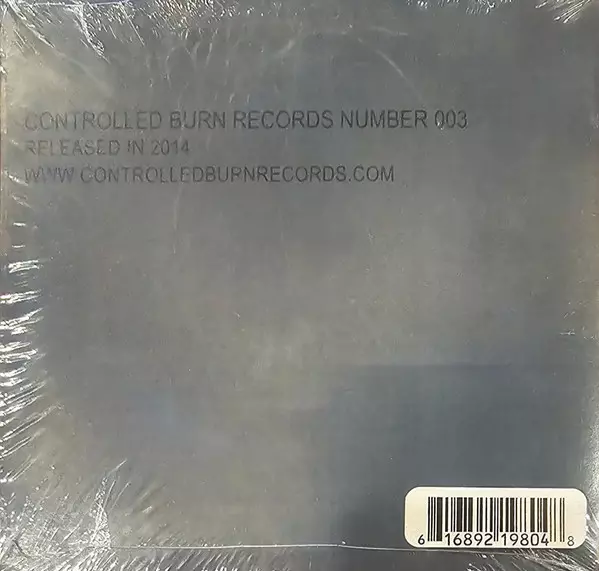 CONTROLLED BURN RECORDS NUMBER 003
RELEASED IN 2014
WWW.CONTROLLEDBURNRECORDS.COM
6 16892 19804 8